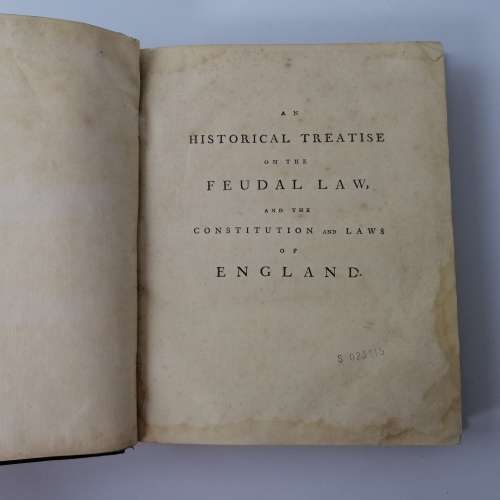 AN
HISTORICAL TREATISE
ON THE
FEUDAL LAW,
AND THE
CONSTITUTION AND LAWS
OF
ENGLAND.